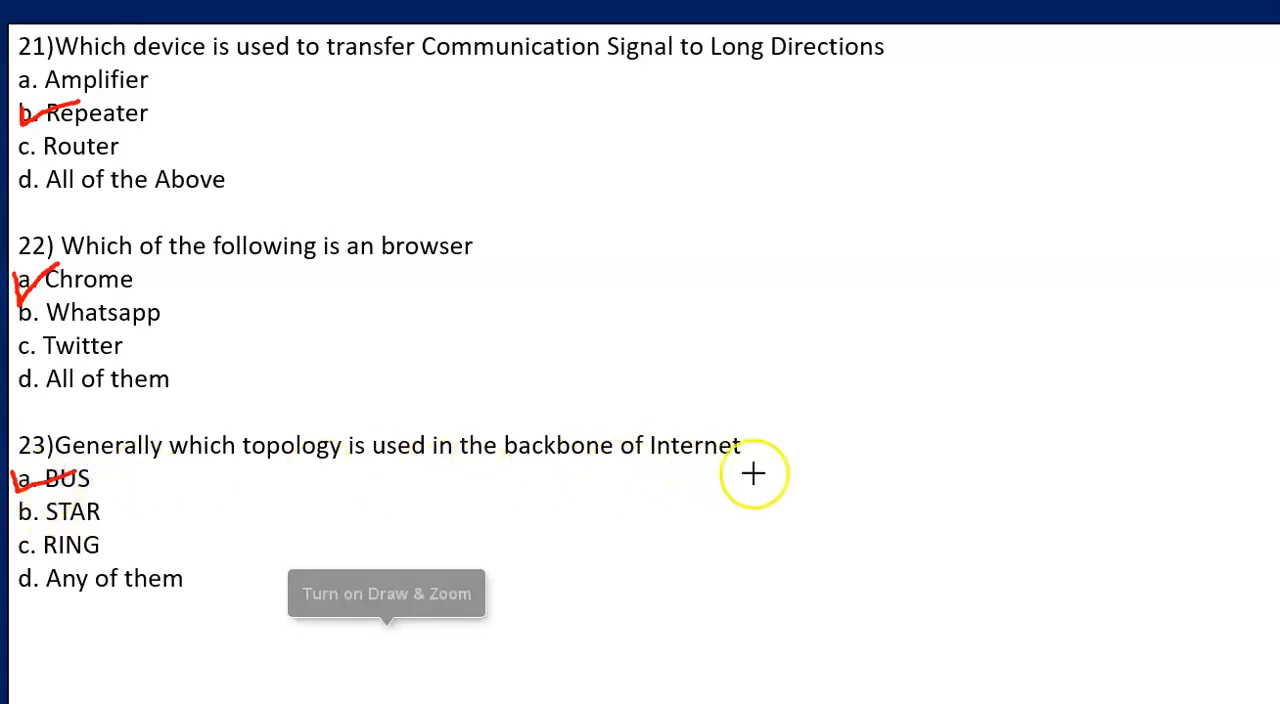 21)Which device is used to transfer Communication Signal to Long Directions
a. Amplifier
b. Repeater
c. Router
d. All of the Above
22) Which of the following is an browser
a. Chrome
b. Whatsapp
c. Twitter
d. All of them
23)Generally which topology is used in the backbone of Internet
a. BUS
b. STAR
c. RING
d. Any of them
Turn on Draw & Zoom